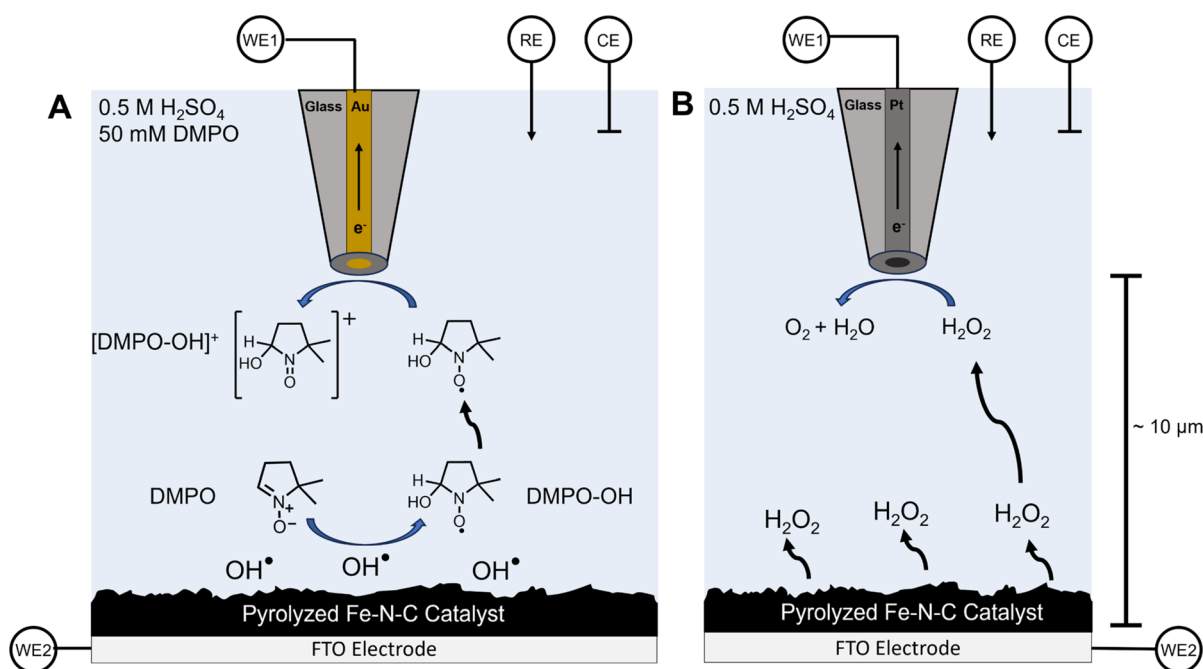 WE1
RE
CE
A
0.5 M H₂SO₄
50 mM DMPO
Glass
Au
e⁻
[DMPO-OH]⁺
H
HO
N
O
+
H
HO
N
O•
DMPO
N⁺
O⁻
H
HO
N
O•
DMPO-OH
OH•
OH•
OH•
Pyrolyzed Fe-N-C Catalyst
FTO Electrode
WE2
WE1
RE
CE
B
0.5 M H₂SO₄
Glass
Pt
e⁻
O₂ + H₂O
H₂O₂
~ 10 μm
H₂O₂
H₂O₂
H₂O₂
Pyrolyzed Fe-N-C Catalyst
FTO Electrode
WE2